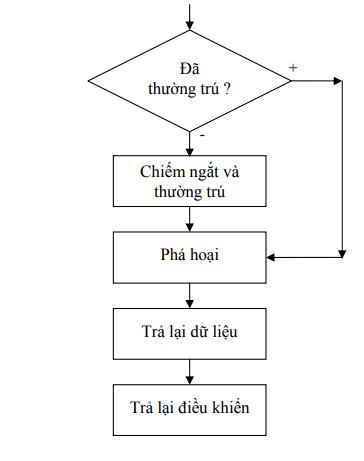 Đã
thường trú ?
+
-
Chiếm ngắt và
thường trú
Phá hoại
Trả lại dữ liệu
Trả lại điều khiển